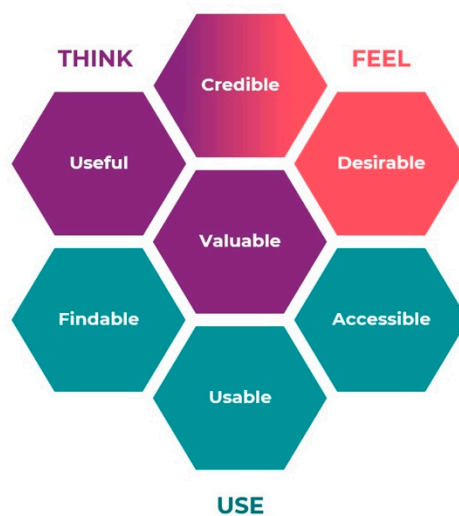 THINK
FEEL
Credible
Useful
Desirable
Valuable
Findable
Accessible
Usable
USE